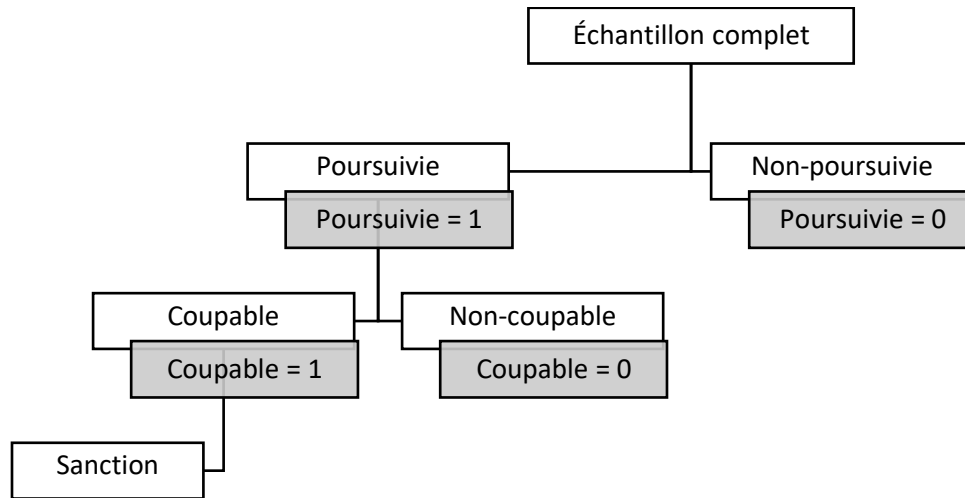 Échantillon complet
Poursuivie
Non-poursuivie
Poursuivie = 1
Poursuivie = 0
Coupable
Non-coupable
Coupable = 1
Coupable = 0
Sanction